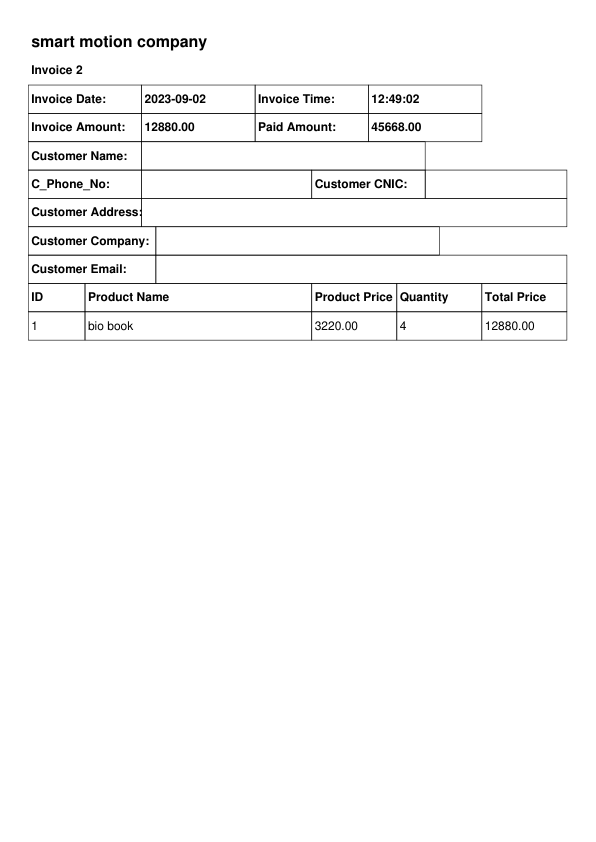 smart motion company
Invoice 2
Invoice Date: 2023-09-02 Invoice Time: 12:49:02
Invoice Amount: 12880.00 Paid Amount: 45668.00
Customer Name:
C_Phone_No: Customer CNIC:
Customer Address:
Customer Company:
Customer Email:
ID Product Name Product Price Quantity Total Price
1 bio book 3220.00 4 12880.00